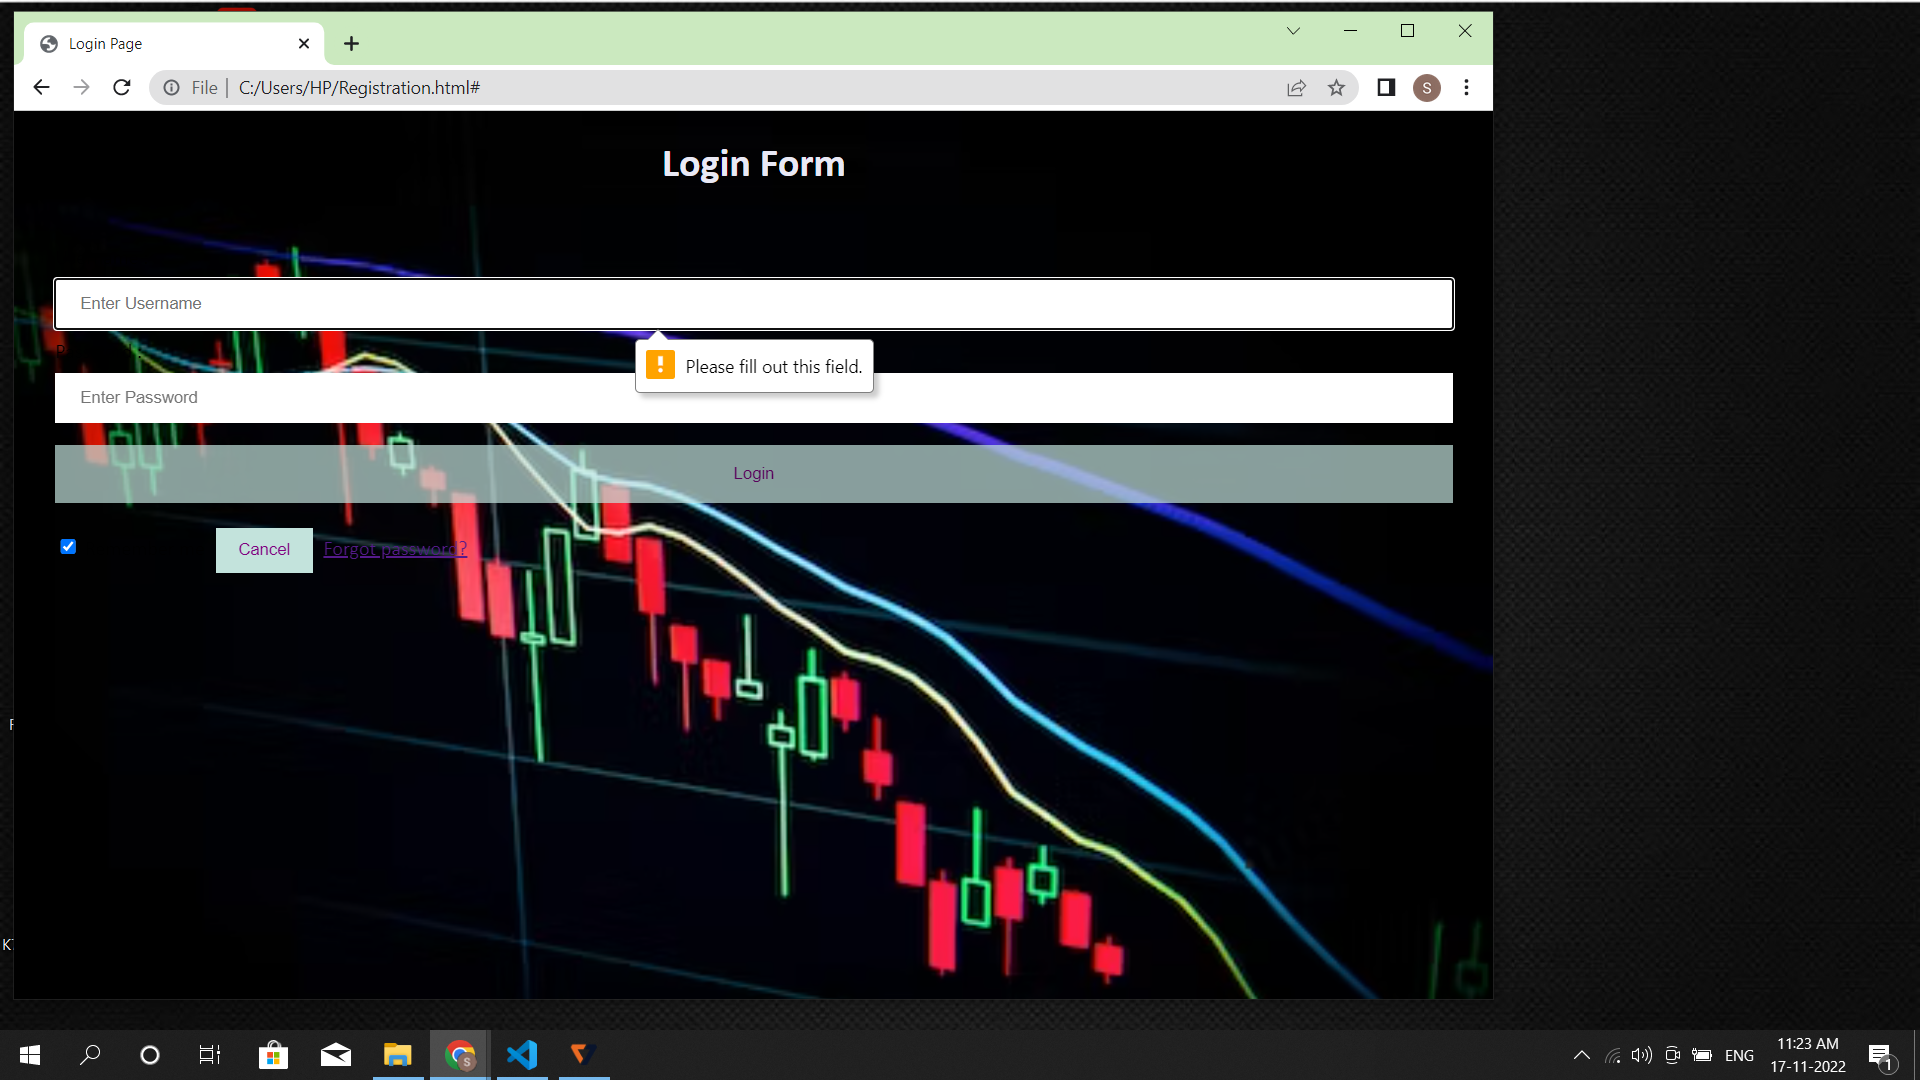 Login Page
File
C:/Users/HP/Registration.html#
S
Login Form
Enter Username
Please fill out this field.
Enter Password
Login
Cancel
Forgot password?
S
ENG
11:23 AM
17-11-2022
1